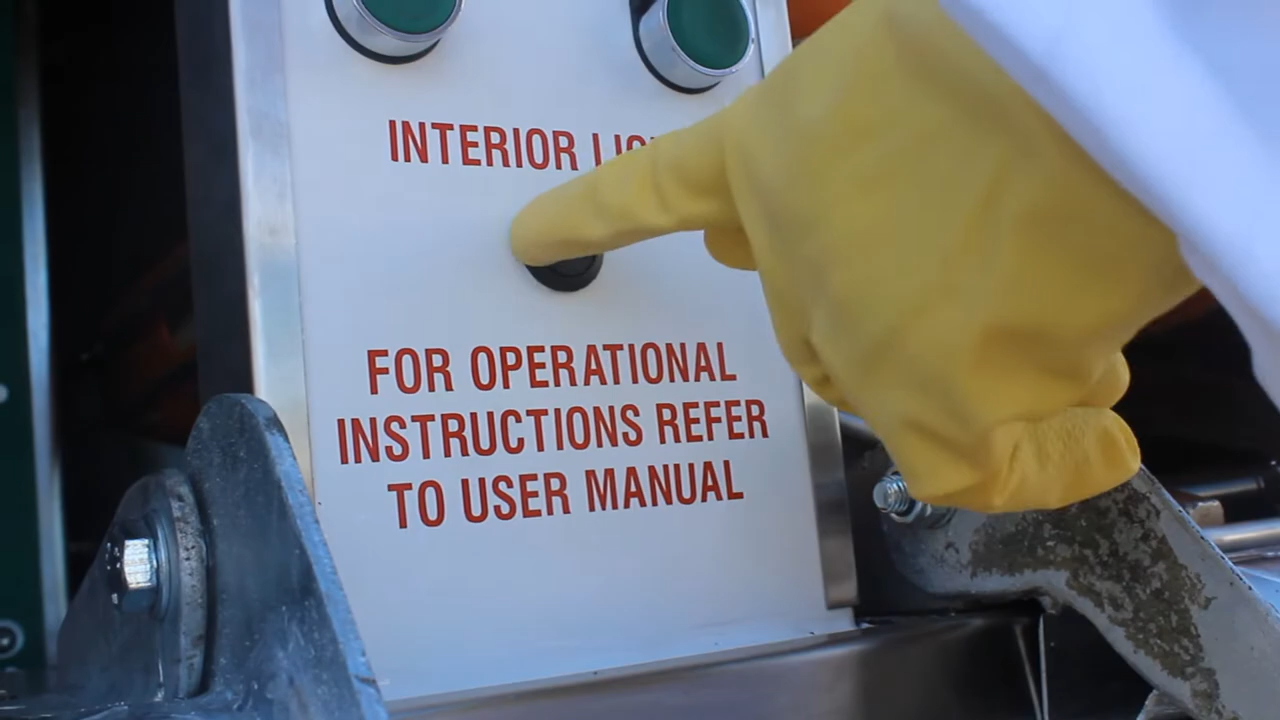 INTERIOR
FOR OPERATIONAL
INSTRUCTIONS REFER
TO USER MANUAL